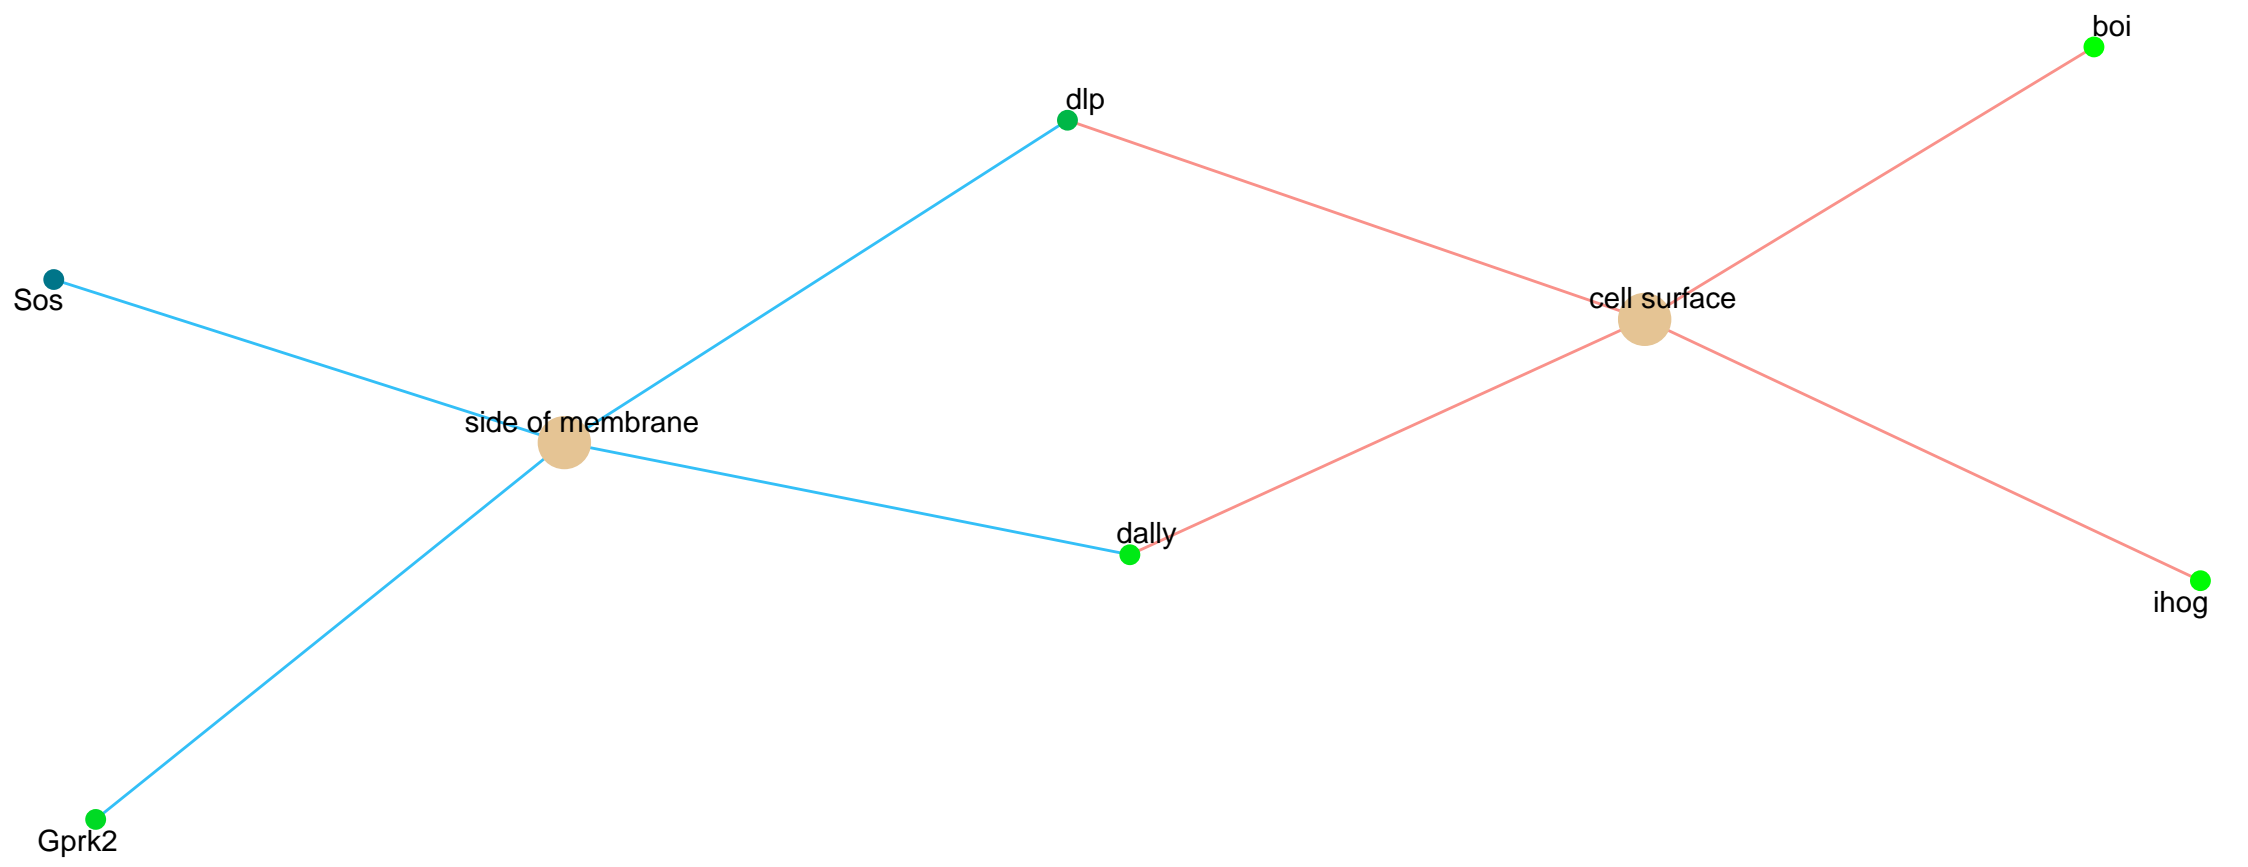 boi
dlp
Sos
cell surface
side of membrane
dally
ihog
Gprk2